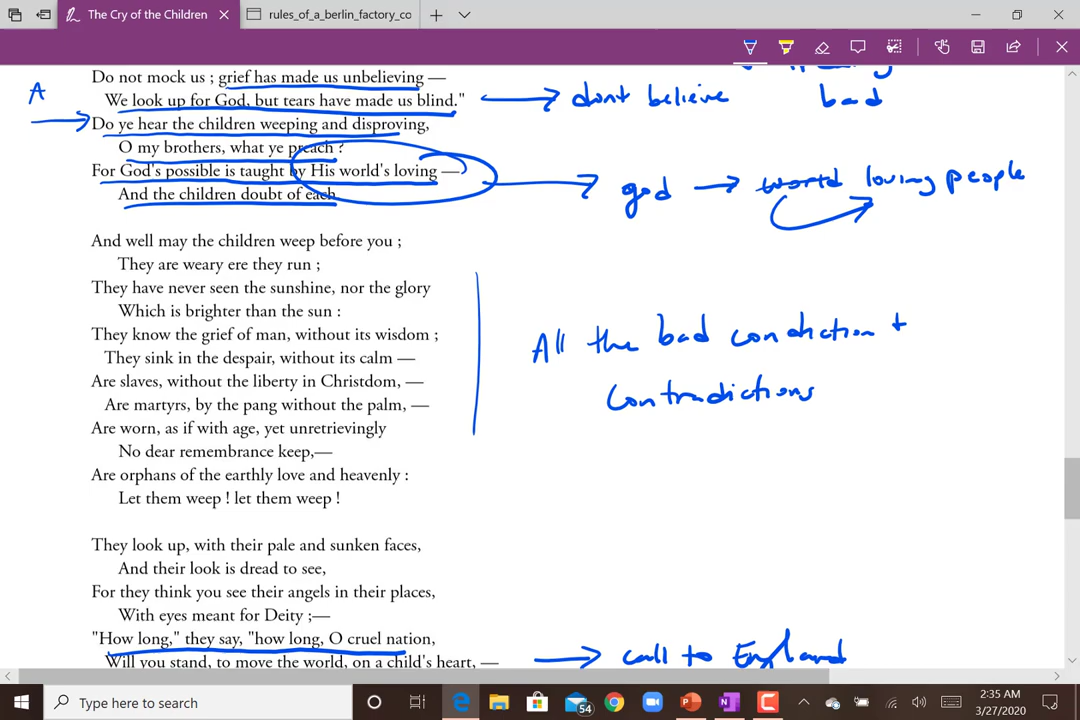 The Cry of the Children
rules_of_a_berlin_factory_co
Do not mock us ; grief has made us unbelieving —
We look up for God, but tears have made us blind."
Do ye hear the children weeping and disproving,
O my brothers, what ye preach ?
For God's possible is taught by His world's loving —
And the children doubt of each.
A
dont believe
bad
god → world loving people
And well may the children weep before you ;
They are weary ere they run ;
They have never seen the sunshine, nor the glory
Which is brighter than the sun :
They know the grief of man, without its wisdom ;
They sink in the despair, without its calm —
Are slaves, without the liberty in Christdom, —
Are martyrs, by the pang without the palm, —
Are worn, as if with age, yet unretrievingly
No dear remembrance keep,—
Are orphans of the earthly love and heavenly :
Let them weep ! let them weep !
All the bad condiction +
Contradictions
They look up, with their pale and sunken faces,
And their look is dread to see,
For they think you see their angels in their places,
With eyes meant for Deity ;—
"How long," they say, "how long, O cruel nation,
Will you stand, to move the world, on a child's heart, —
call to England
Type here to search
54
2:35 AM
3/27/2020